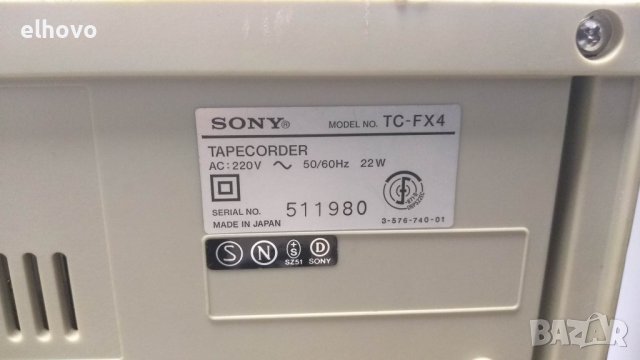 elhovo
SONY® MODEL NO. TC-FX4
TAPECORDER
AC: 220V ~ 50/60Hz 22W
SERIAL NO. 511980
MADE IN JAPAN 3-576-740-01
S N +S D
SZ51 SONY
BAZAR